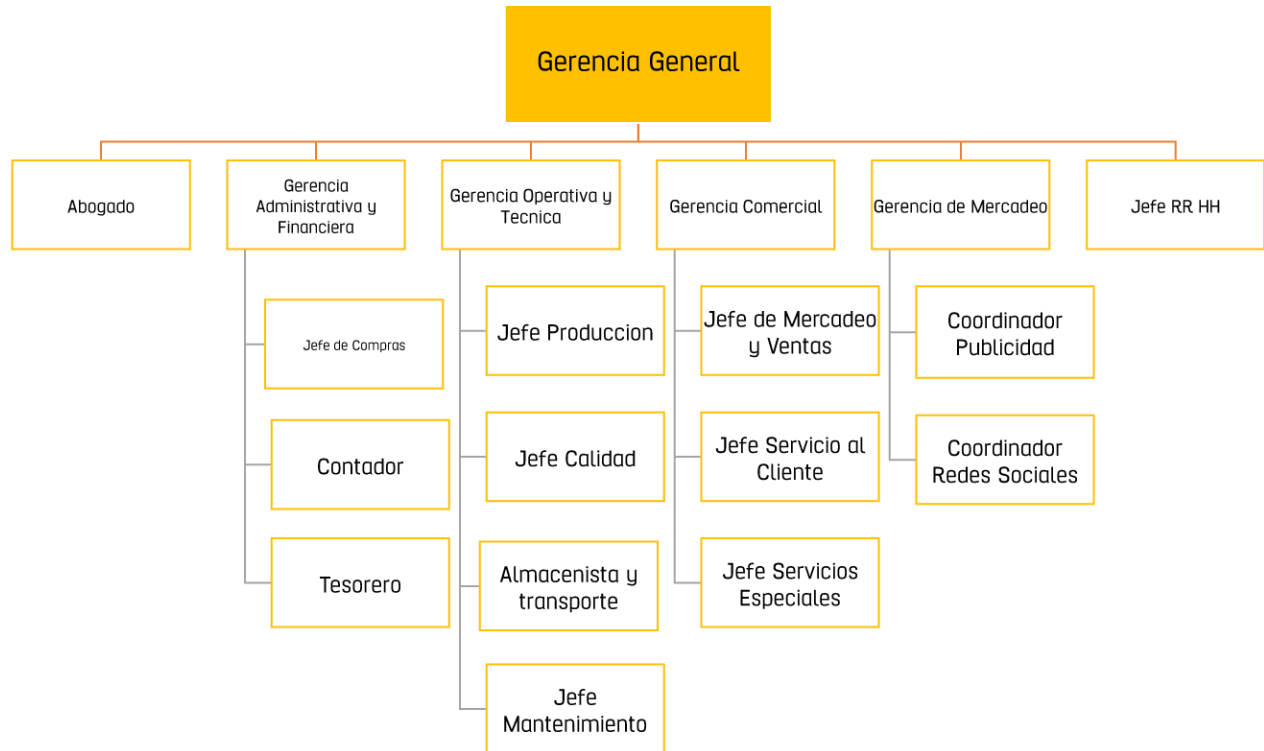 Gerencia General
Abogado
Gerencia
Administrativa y
Financiera
Gerencia Operativa y
Tecnica
Gerencia Comercial
Gerencia de Mercadeo
Jefe RR HH
Jefe de Compras
Contador
Tesorero
Jefe Produccion
Jefe Calidad
Almacenista y
transporte
Jefe
Mantenimiento
Jefe de Mercadeo
y Ventas
Jefe Servicio al
Cliente
Jefe Servicios
Especiales
Coordinador
Publicidad
Coordinador
Redes Sociales